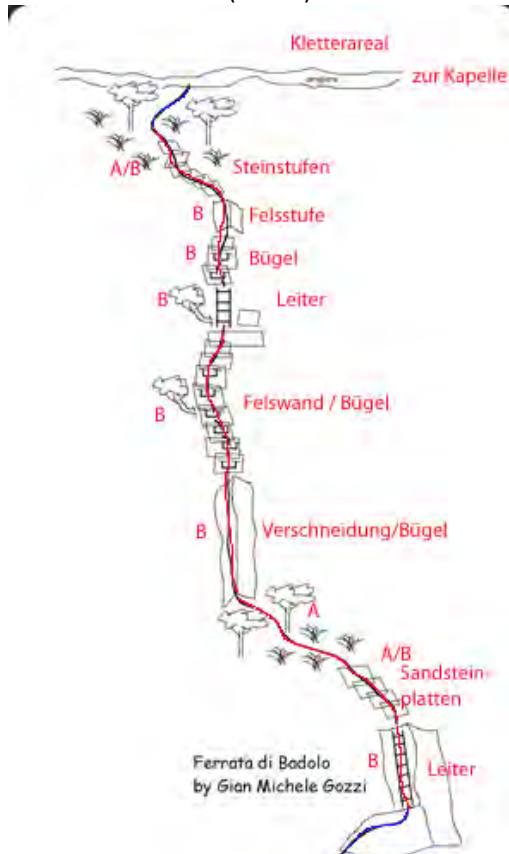 Kletterareal
zur Kapelle
A/B
Steinstufen
B
Felsstufe
B
Bügel
B
Leiter
B
Felswand / Bügel
B
Verschneidung/Bügel
A
A/B
Sandstein-
platten
B
Leiter
Ferrata di Badolo
by Gian Michele Gozzi